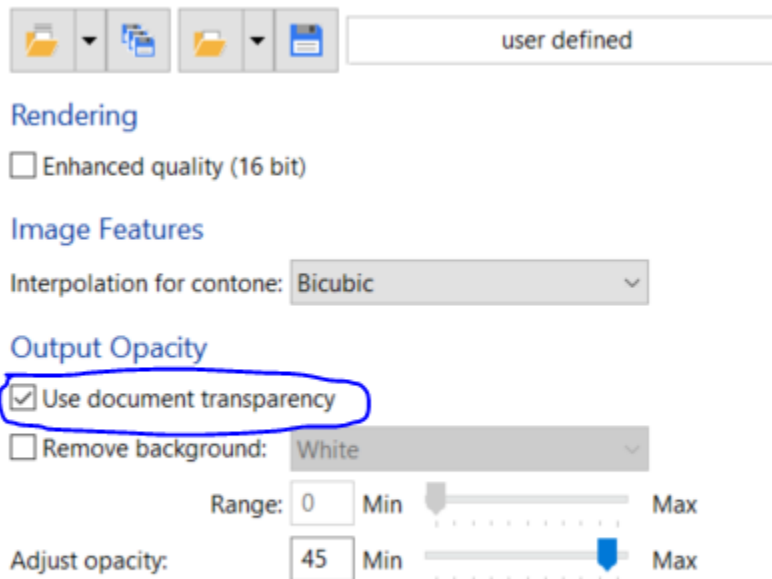 user defined
Rendering
Enhanced quality (16 bit)
Image Features
Interpolation for contone: Bicubic
Output Opacity
Use document transparency
Remove background: White
Range: 0 Min Max
Adjust opacity: 45 Min Max